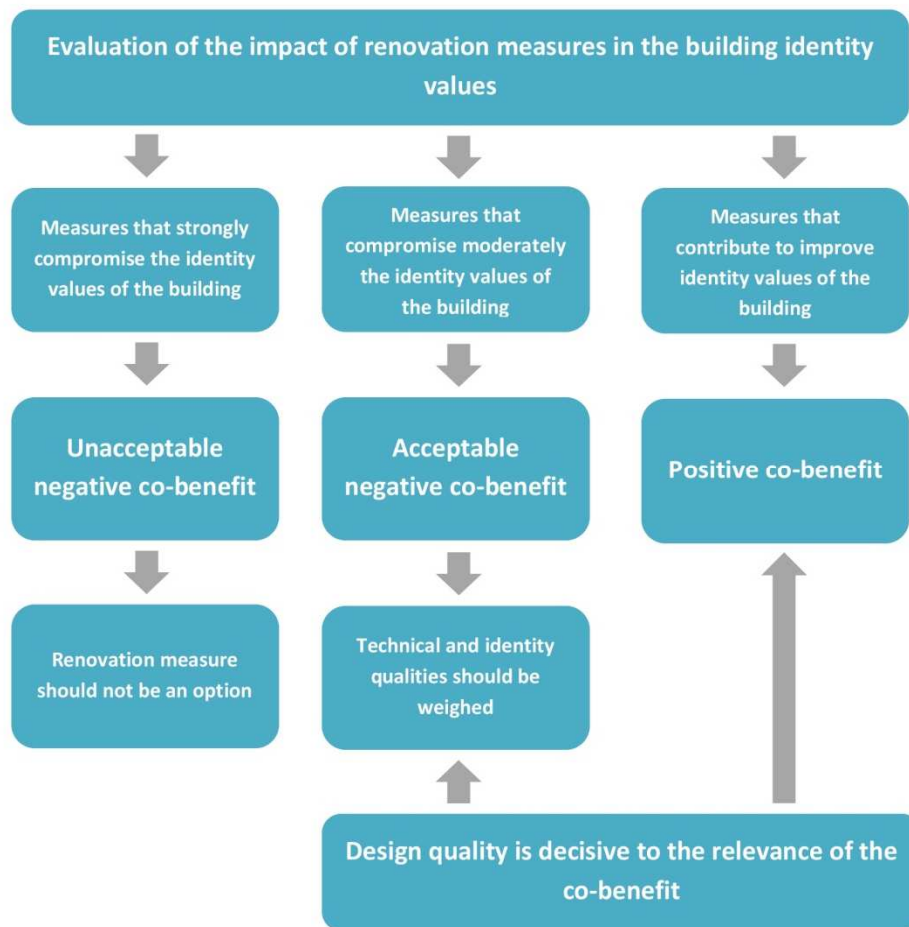 Evaluation of the impact of renovation measures in the building identity
values
Measures that strongly
compromise the identity
values of the building
Measures that
compromise moderately
the identity values of
the building
Measures that
contribute to improve
identity values of the
building
Unacceptable
negative co-benefit
Acceptable
negative co-benefit
Positive co-benefit
Renovation measure
should not be an option
Technical and identity
qualities should be
weighed
Design quality is decisive to the relevance of the
co-benefit